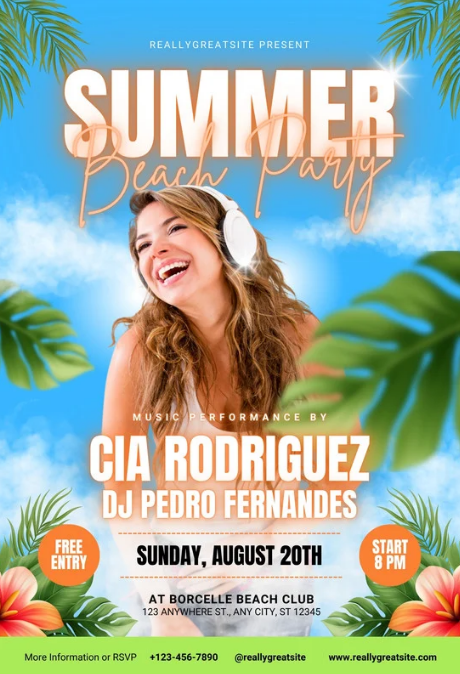 REALLYGREATSITE PRESENT
SUMMER
Beach Party
MUSIC PERFORMANCE BY
CIA RODRIGUEZ
DJ PEDRO FERNANDES
FREE
ENTRY
SUNDAY, AUGUST 20TH
START
8 PM
AT BORCELLE BEACH CLUB
123 ANYWHERE ST., ANY CITY, ST 12345
More Information or RSVP +123-456-7890 @reallygreatsite www.reallygreatsite.com